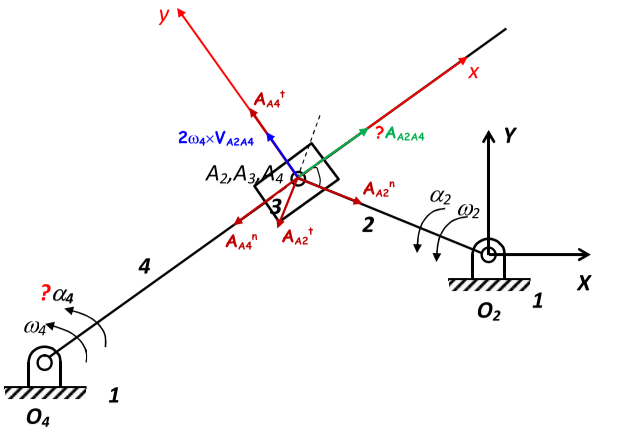 y
x
A_A4^t
?A_A2A4
2ω4×V_A2A4
Y
A2,A3,A4
A_A2^n
α2
ω2
3
2
A_A4^n
A_A2^t
4
X
?α4
1
O2
ω4
1
O4